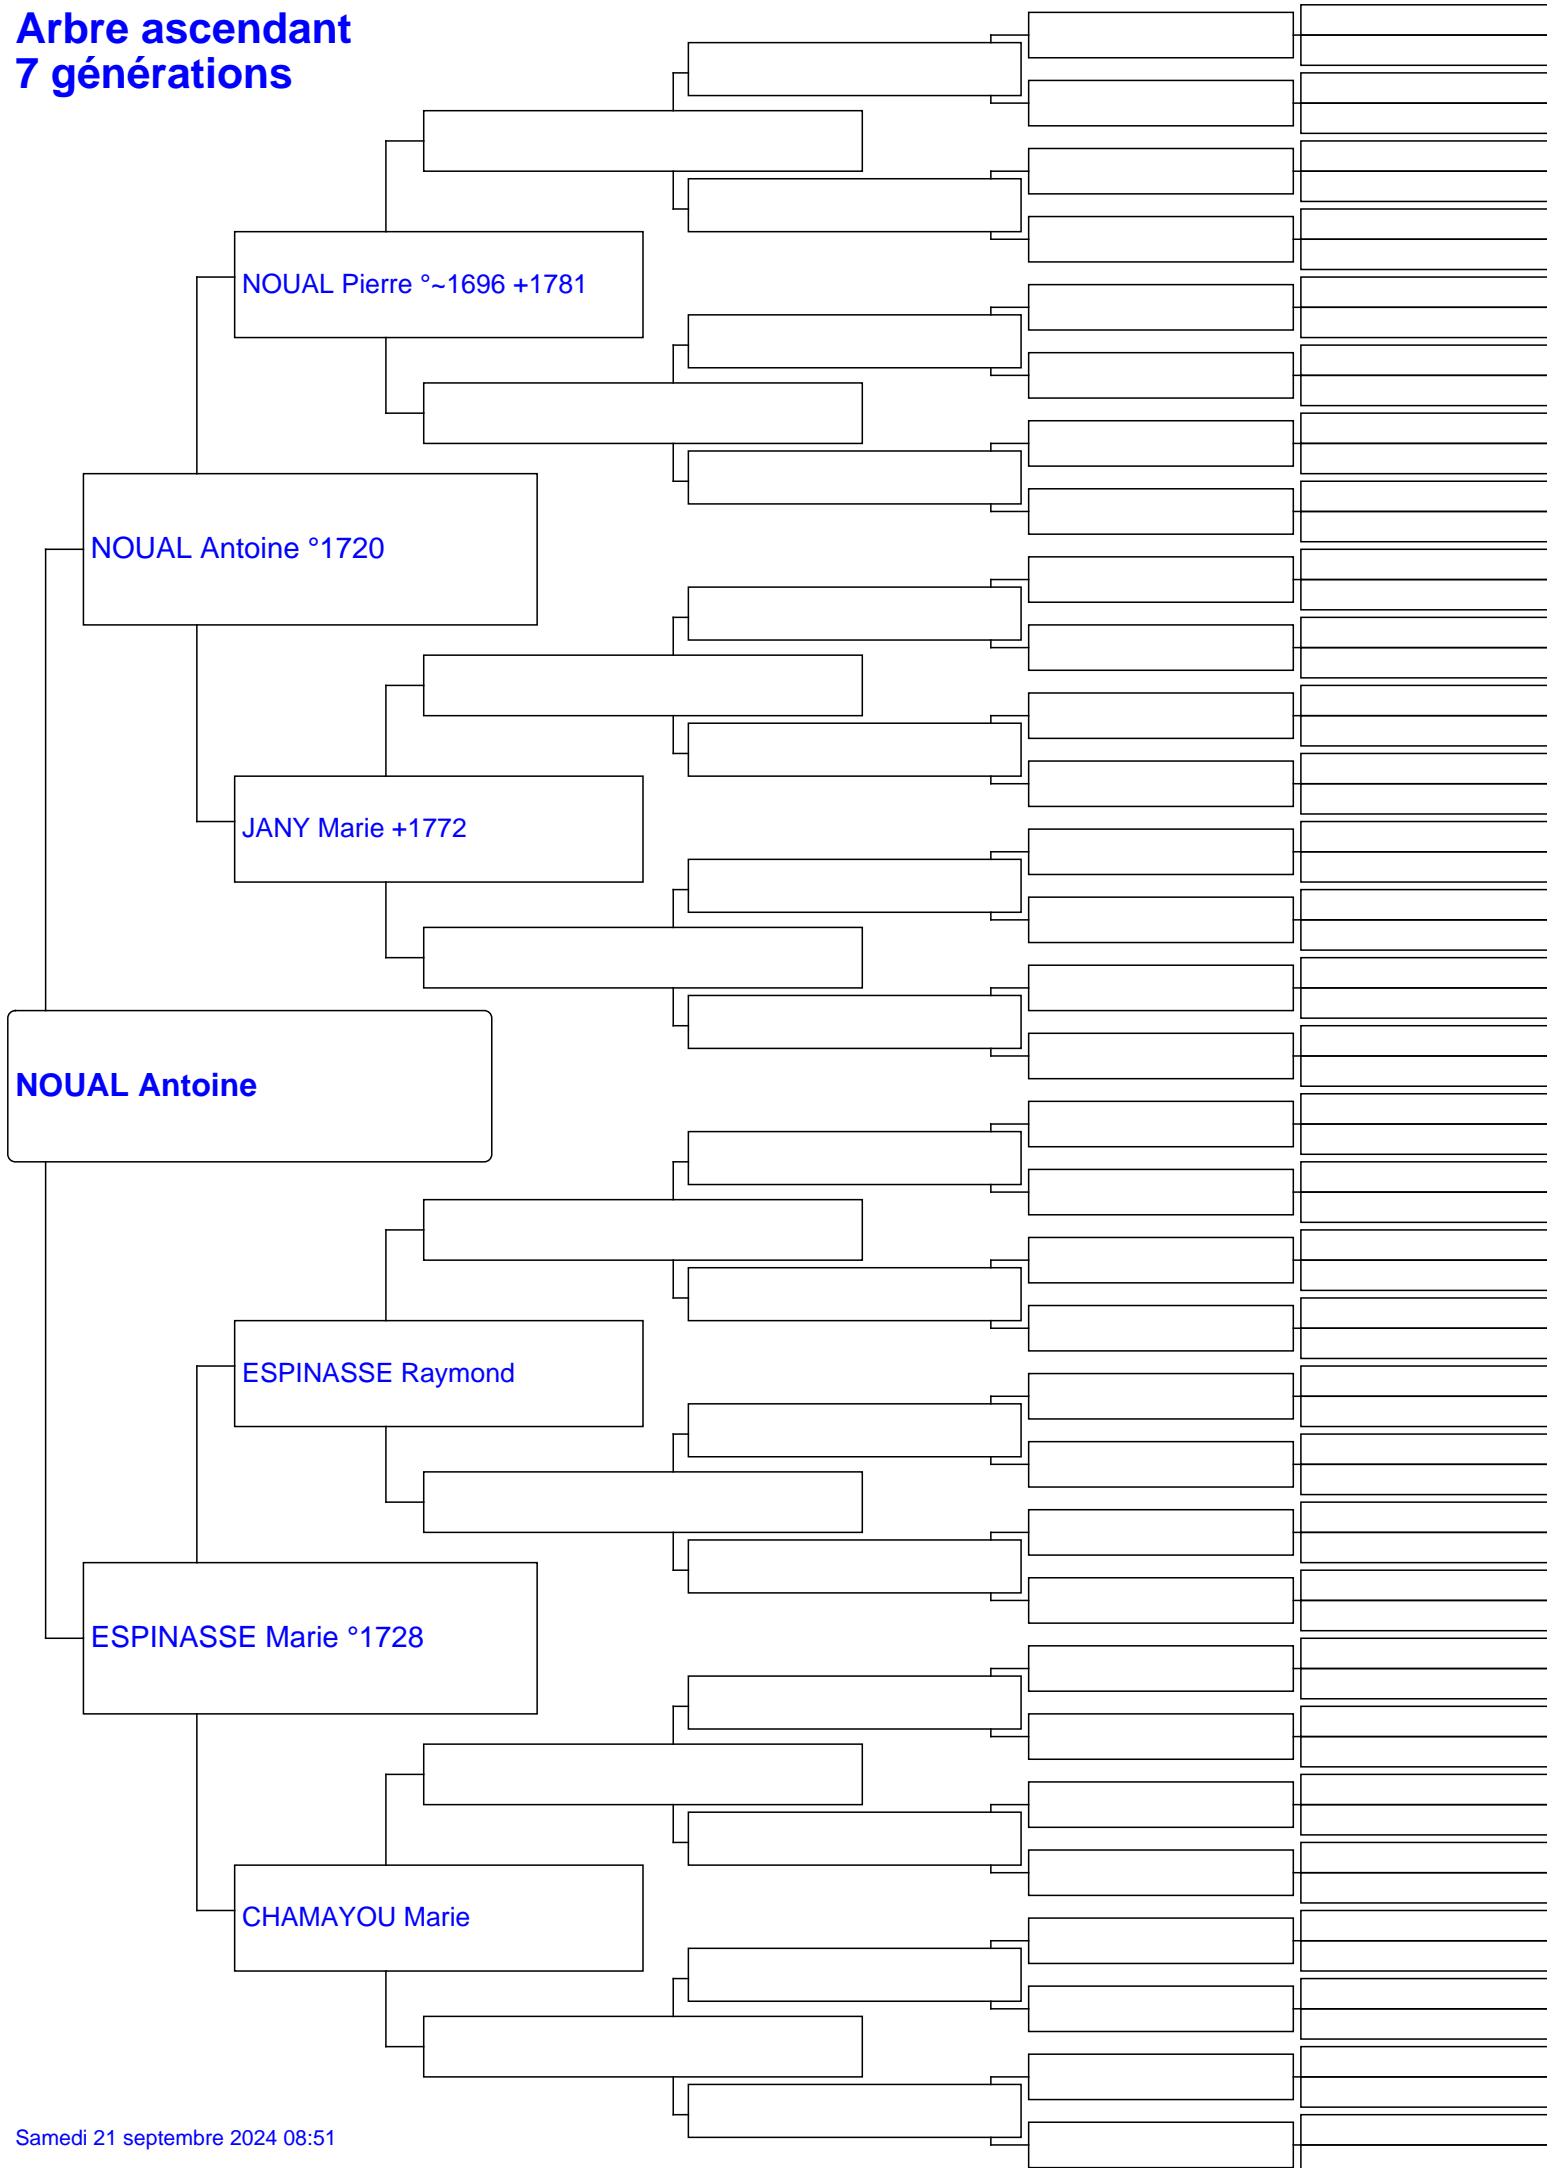 Arbre ascendant
7 générations
NOUAL Pierre °~1696 +1781
NOUAL Antoine °1720
JANY Marie +1772
NOUAL Antoine
ESPINASSE Raymond
ESPINASSE Marie °1728
CHAMAYOU Marie
Samedi 21 septembre 2024 08:51